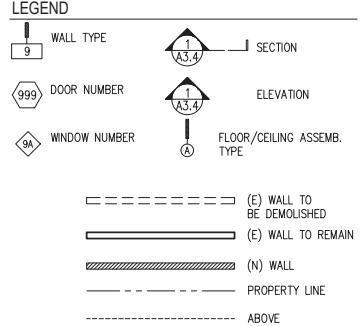 LEGEND
9
WALL TYPE
1
A3.4
SECTION
999
DOOR NUMBER
1
A3.4
ELEVATION
9A
WINDOW NUMBER
A
FLOOR/CEILING ASSEMB.
TYPE
(E) WALL TO
BE DEMOLISHED
(E) WALL TO REMAIN
(N) WALL
PROPERTY LINE
ABOVE